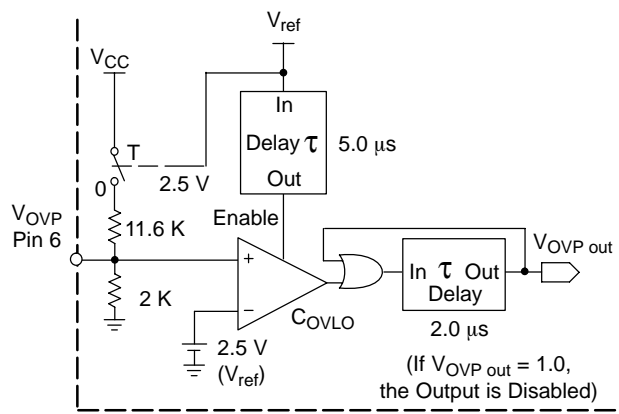 Vref
VCC
In
Delay τ
Out
5.0 µs
T
0
2.5 V
Enable
VOVP
Pin 6
11.6 K
2 K
+
−
COVLO
2.5 V
(Vref)
In τ Out
Delay
2.0 µs
VOVP out
(If VOVP out = 1.0,
the Output is Disabled)